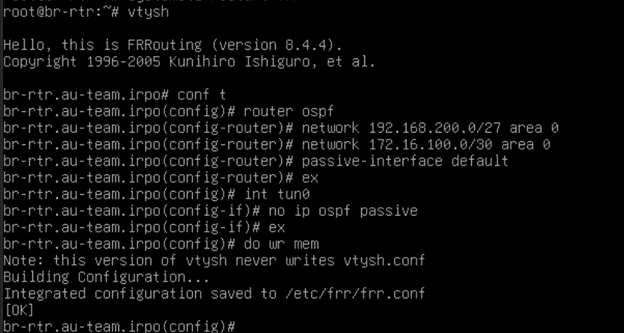 root@br-rtr:~# vtysh
Hello, this is FRRouting (version 8.4.4).
Copyright 1996-2005 Kunihiro Ishiguro, et al.
br-rtr.au-team.irpo# conf t
br-rtr.au-team.irpo(config)# router ospf
br-rtr.au-team.irpo(config-router)# network 192.168.200.0/27 area 0
br-rtr.au-team.irpo(config-router)# network 172.16.100.0/30 area 0
br-rtr.au-team.irpo(config-router)# passive-interface default
br-rtr.au-team.irpo(config-router)# ex
br-rtr.au-team.irpo(config)# int tun0
br-rtr.au-team.irpo(config-if)# no ip ospf passive
br-rtr.au-team.irpo(config-if)# ex
br-rtr.au-team.irpo(config)# do wr mem
Note: this version of vtysh never writes vtysh.conf
Building Configuration...
Integrated configuration saved to /etc/frr/frr.conf
[OK]
br-rtr.au-team.irpo(config)#